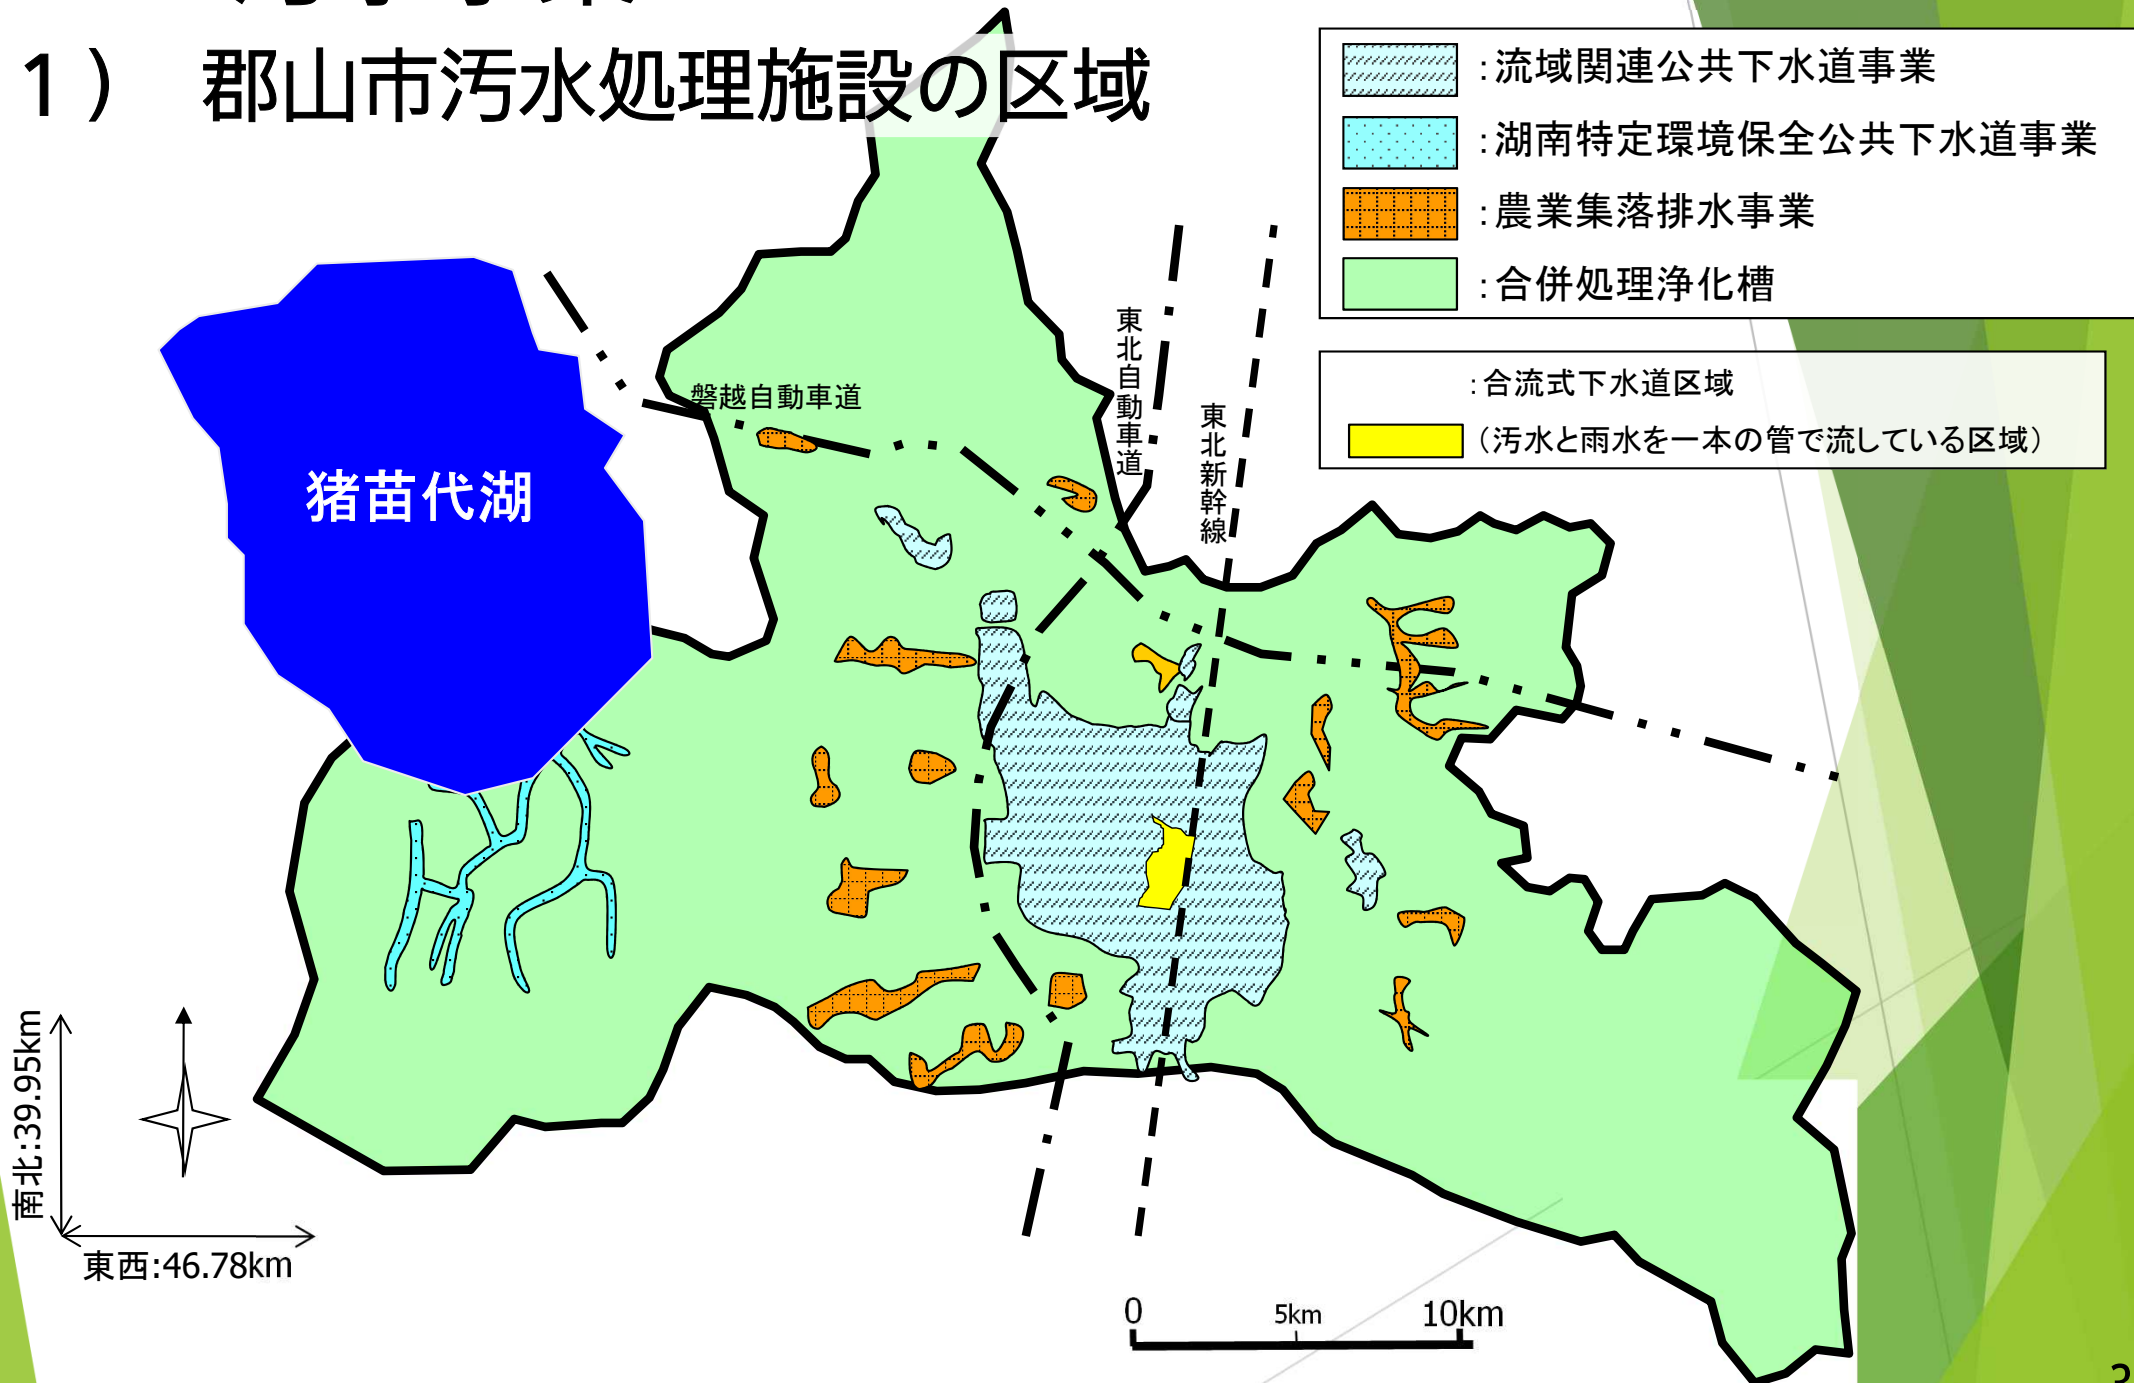 1） 郡山市汚水処理施設の区域
：流域関連公共下水道事業
：湖南特定環境保全公共下水道事業
：農業集落排水事業
：合併処理浄化槽
：合流式下水道区域
（汚水と雨水を一本の管で流している区域）
東北自動車道
東北新幹線
磐越自動車道
猪苗代湖
南北:39.95km
東西:46.78km
0 5km 10km